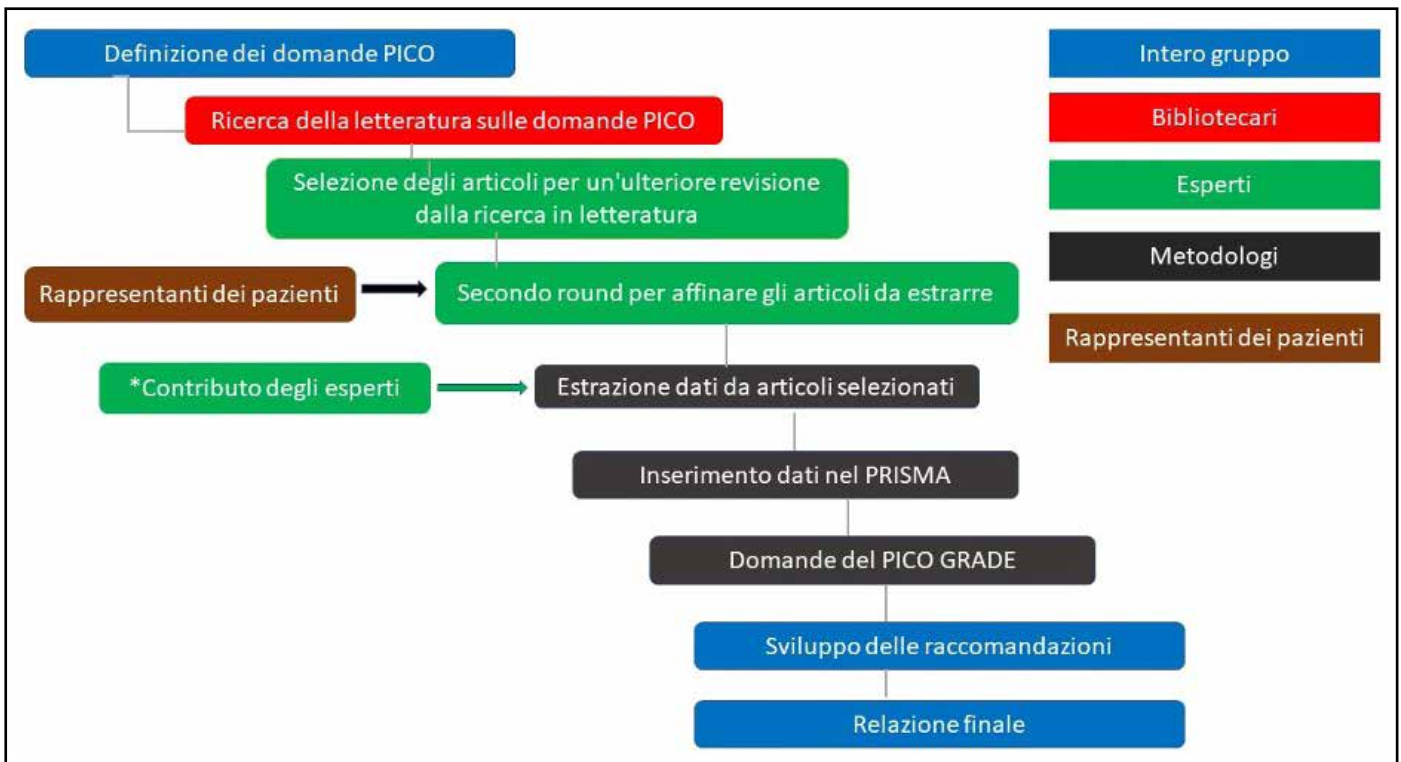 Definizione dei domande PICO
Ricerca della letteratura sulle domande PICO
Selezione degli articoli per un'ulteriore revisione
dalla ricerca in letteratura
Rappresentanti dei pazienti
Secondo round per affinare gli articoli da estrarre
*Contributo degli esperti
Estrazione dati da articoli selezionati
Inserimento dati nel PRISMA
Domande del PICO GRADE
Sviluppo delle raccomandazioni
Relazione finale
Intero gruppo
Bibliotecari
Esperti
Metodologi
Rappresentanti dei pazienti